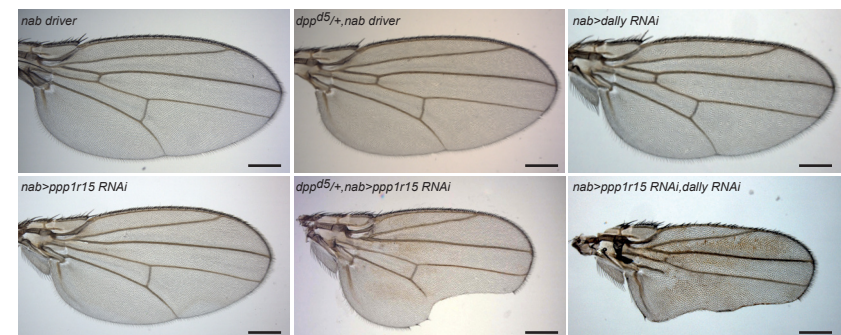 nab driver
dpp^d5/+,nab driver
nab>dally RNAi
nab>ppp1r15 RNAi
dpp^d5/+,nab>ppp1r15 RNAi
nab>ppp1r15 RNAi,dally RNAi